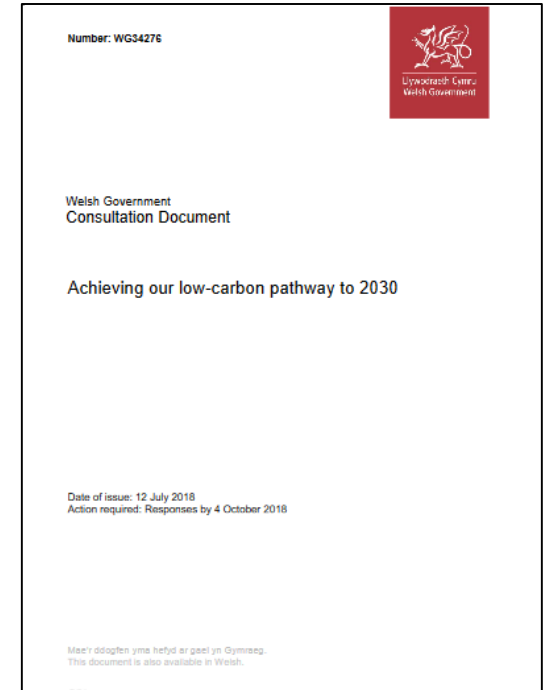 Number: WG34276
Llywodraeth Cymru
Welsh Government
Welsh Government
Consultation Document
Achieving our low-carbon pathway to 2030
Date of issue: 12 July 2018
Action required: Responses by 4 October 2018
Mae'r ddogfen yma hefyd ar gael yn Gymraeg.
This document is also available in Welsh.